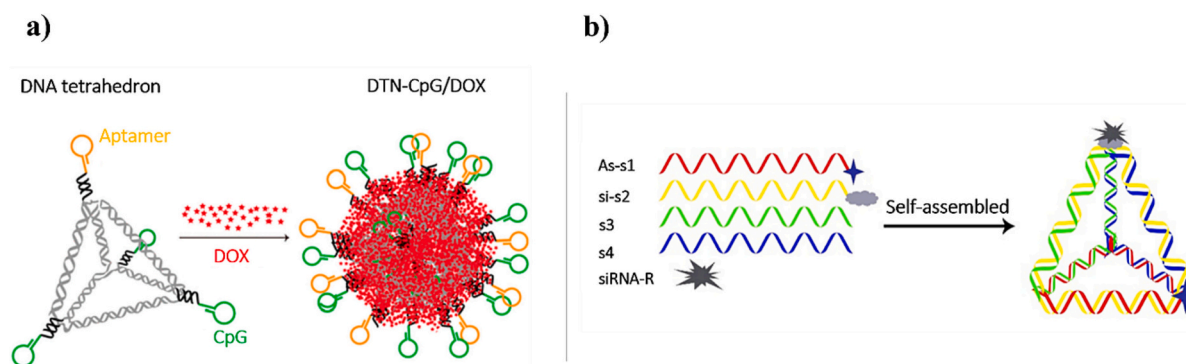 a)
DNA tetrahedron
DTN-CpG/DOX
Aptamer
DOX
CpG
b)
As-s1
si-s2
s3
s4
siRNA-R
Self-assembled